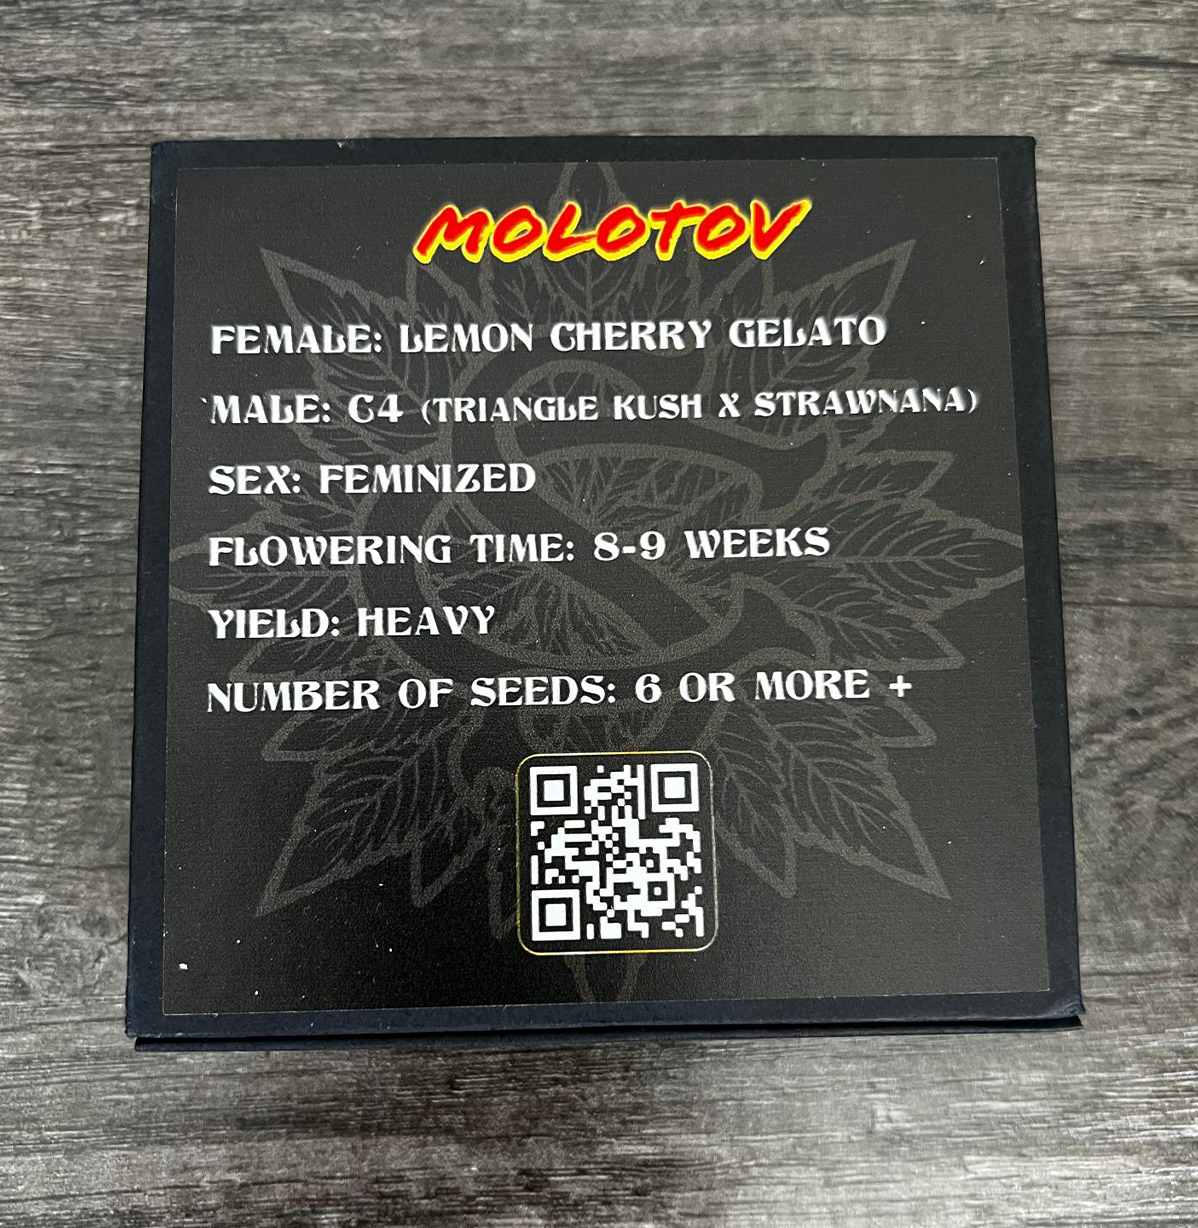 MOLOTOV
FEMALE: LEMON CHERRY GELATO
`MALE: C4 (TRIANGLE KUSH X STRAWNANA)
SEX: FEMINIZED
FLOWERING TIME: 8-9 WEEKS
YIELD: HEAVY
NUMBER OF SEEDS: 6 OR MORE +